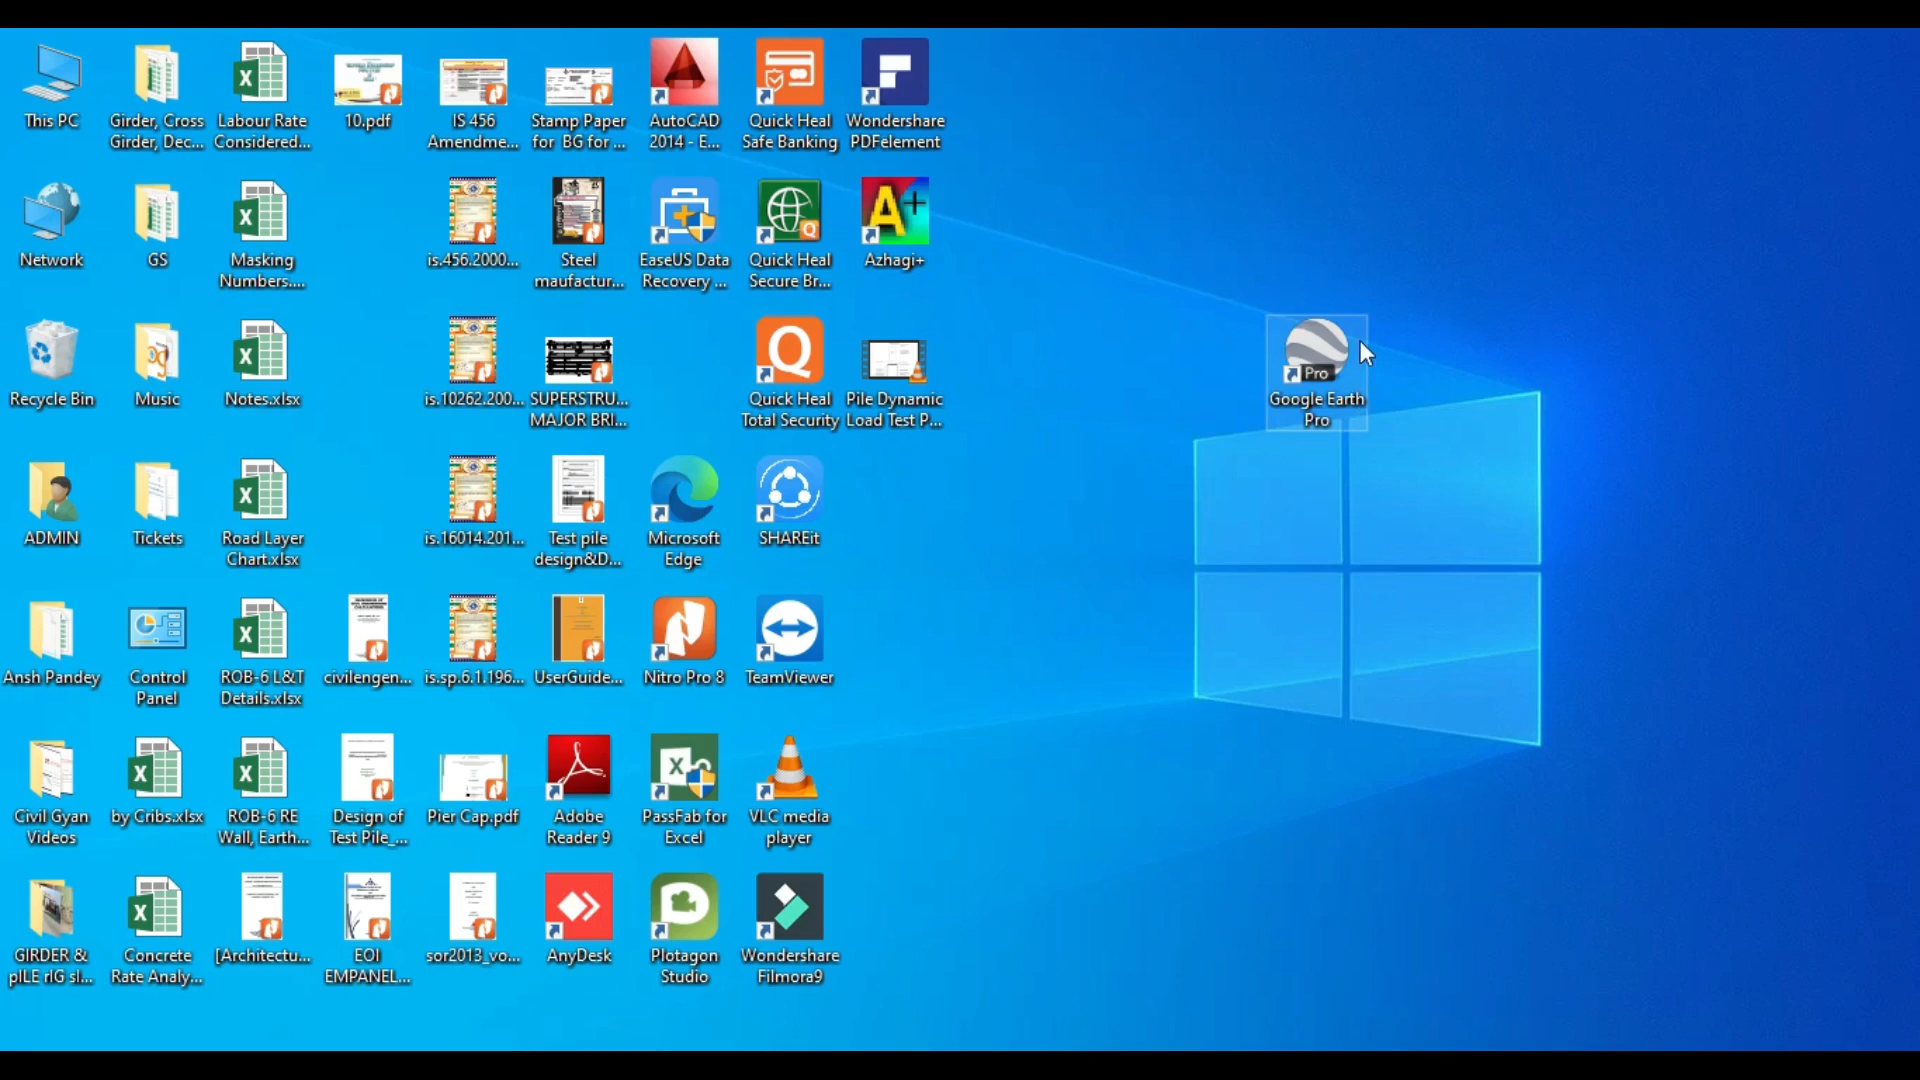 This PC
Girder, Cross
Girder, Dec...
Labour Rate
Considered...
10.pdf
IS 456
Amendme...
Stamp Paper
for BG for ...
AutoCAD
2014 - E...
Quick Heal
Safe Banking
Wondershare
PDFelement
Network
GS
Masking
Numbers....
is.456.2000...
Steel
maufactur...
EaseUS Data
Recovery ...
Quick Heal
Secure Br...
Azhagi+
Recycle Bin
Music
Notes.xlsx
is.10262.200...
SUPERSTRU...
MAJOR BRI...
Quick Heal
Total Security
Pile Dynamic
Load Test P...
Pro
Google Earth
Pro
ADMIN
Tickets
Road Layer
Chart.xlsx
is.16014.201...
Test pile
design&D...
Microsoft
Edge
SHAREit
Ansh Pandey
Control
Panel
ROB-6 L&T
Details.xlsx
civilengen...
is.sp.6.1.196...
UserGuide...
Nitro Pro 8
TeamViewer
Civil Gyan
Videos
by Cribs.xlsx
ROB-6 RE
Wall, Earth...
Design of
Test Pile_...
Pier Cap.pdf
Adobe
Reader 9
PassFab for
Excel
VLC media
player
GIRDER &
pILE rIG sl...
Concrete
Rate Analy...
[Architectu...
EOI
EMPANEL...
sor2013_vo...
AnyDesk
Plotagon
Studio
Wondershare
Filmora9